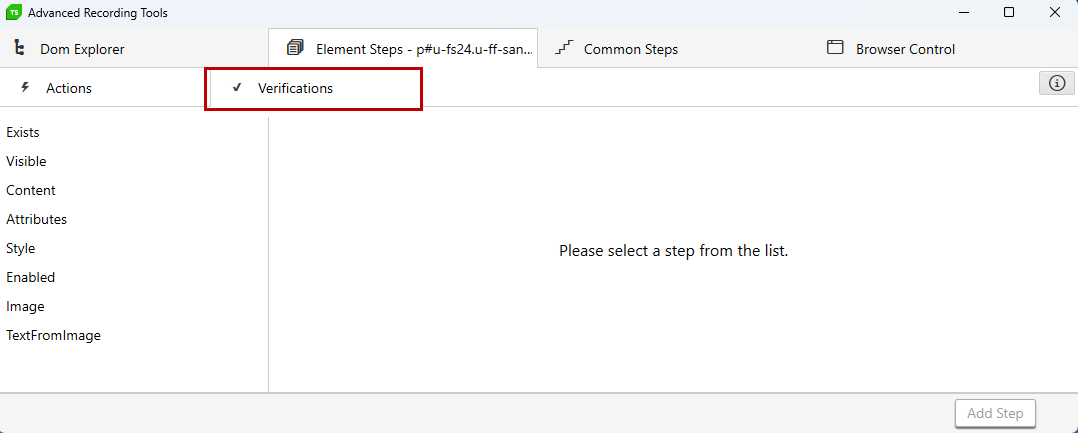 TS Advanced Recording Tools
Dom Explorer
Element Steps - p#u-fs24.u-ff-san...
Common Steps
Browser Control
Actions
Verifications
Exists
Visible
Content
Attributes
Style
Enabled
Image
TextFromImage
Please select a step from the list.
Add Step